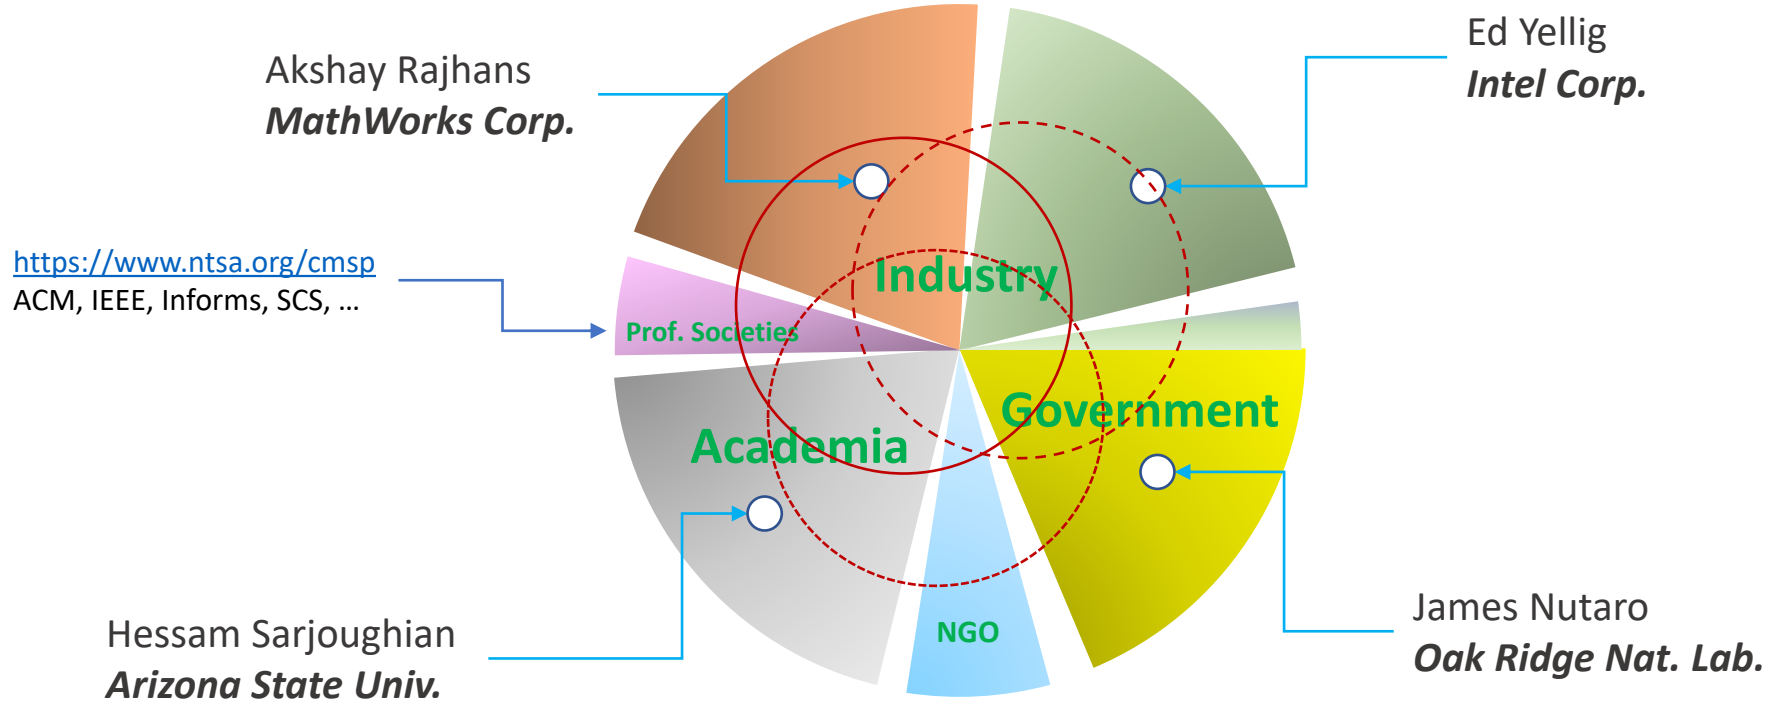 Akshay Rajhans
MathWorks Corp.
Ed Yellig
Intel Corp.
https://www.ntsa.org/cmsp
ACM, IEEE, Informs, SCS, ...
Industry
Prof. Societies
Government
Academia
NGO
Hessam Sarjoughian
Arizona State Univ.
James Nutaro
Oak Ridge Nat. Lab.